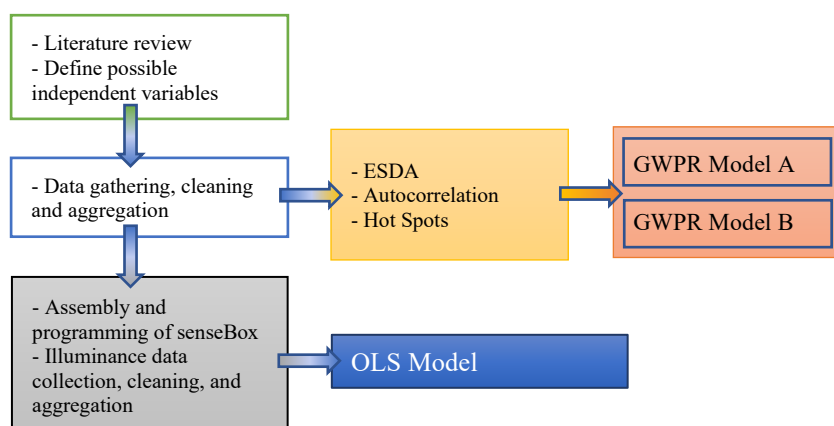 - Literature review
- Define possible
independent variables
- Data gathering, cleaning
and aggregation
- ESDA
- Autocorrelation
- Hot Spots
GWPR Model A
GWPR Model B
- Assembly and
programming of senseBox
- Illuminance data
collection, cleaning, and
aggregation
OLS Model